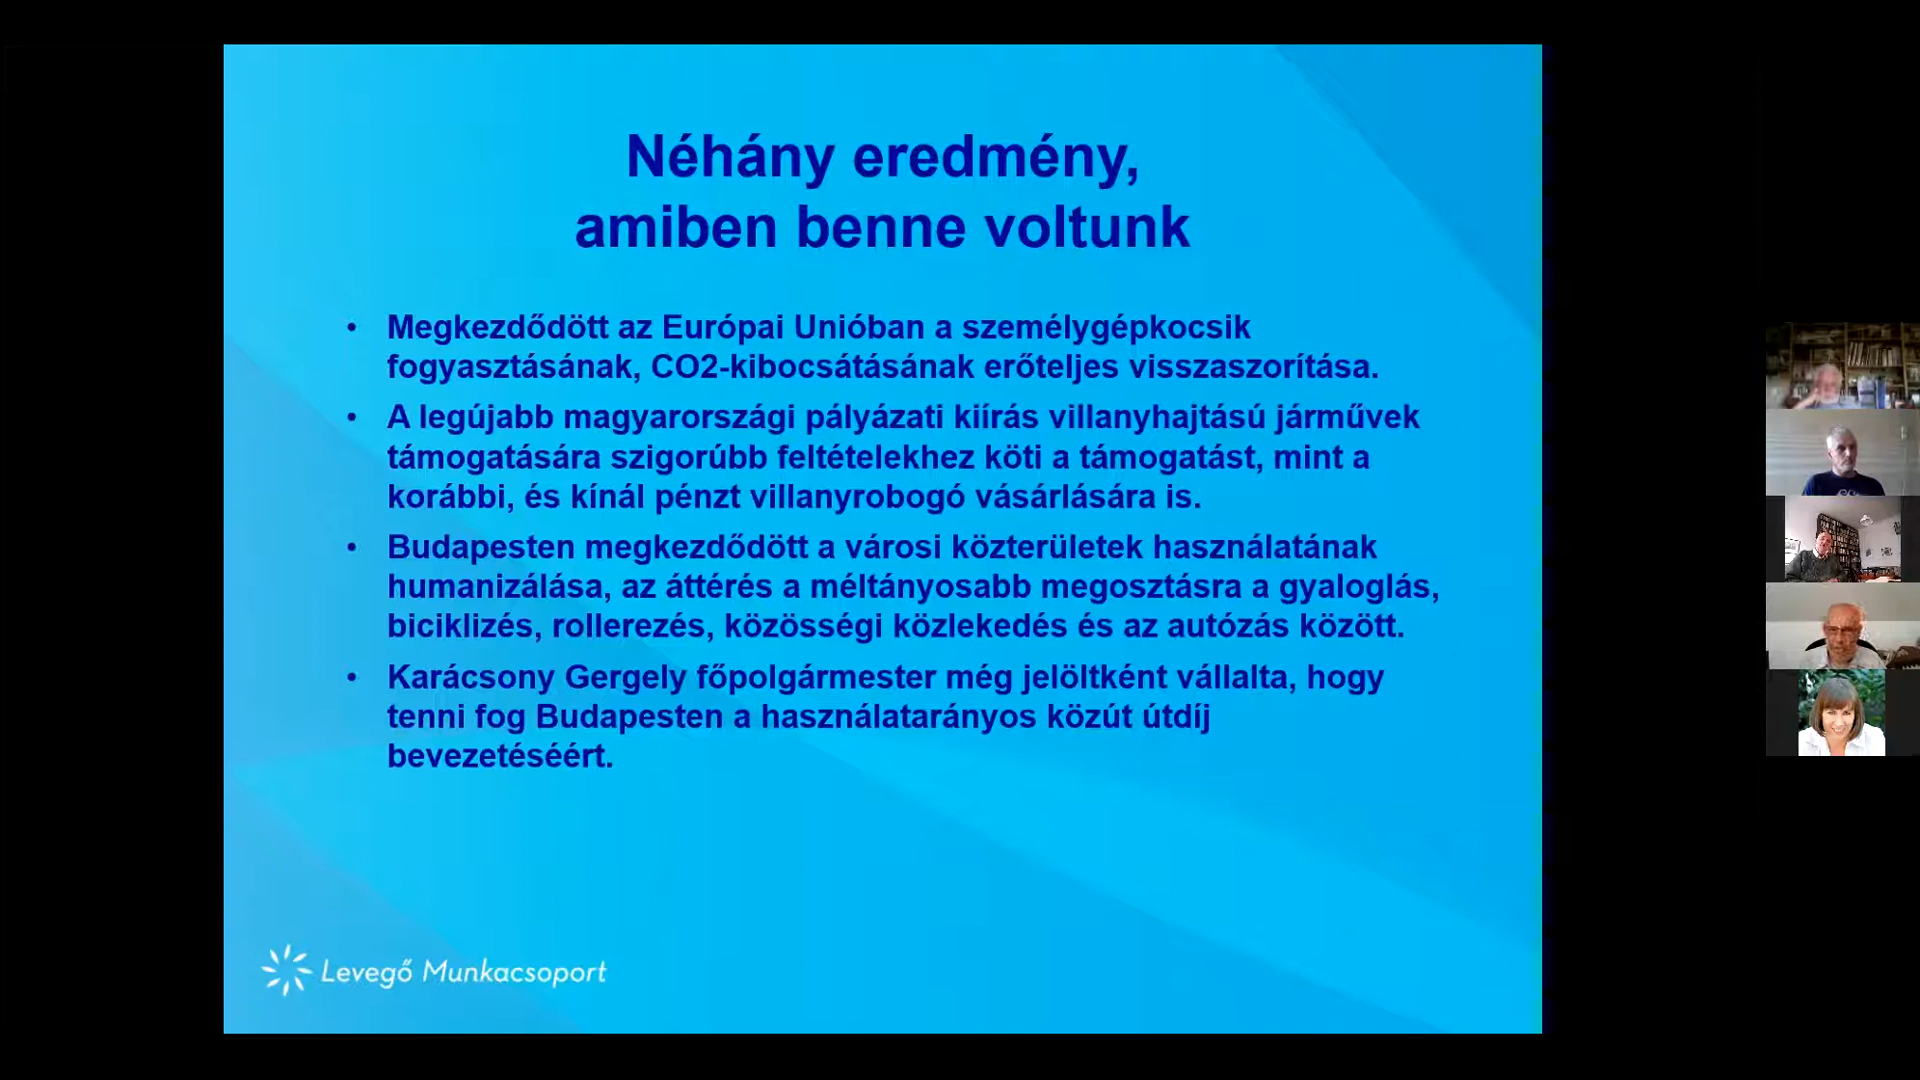 Néhány eredmény,
amiben benne voltunk
• Megkezdődött az Európai Unióban a személygépkocsik
fogyasztásának, CO2-kibocsátásának erőteljes visszaszorítása.
• A legújabb magyarországi pályázati kiírás villanyhajtású járművek
támogatására szigorúbb feltételekhez köti a támogatást, mint a
korábbi, és kínál pénzt villanyrobogó vásárlására is.
• Budapesten megkezdődött a városi közterületek használatának
humanizálása, az áttérés a méltányosabb megosztásra a gyaloglás,
biciklizés, rollerezés, közösségi közlekedés és az autózás között.
• Karácsony Gergely főpolgármester még jelöltként vállalta, hogy
tenni fog Budapesten a használatarányos közút útdíj
bevezetéséért.
Levegő Munkacsoport